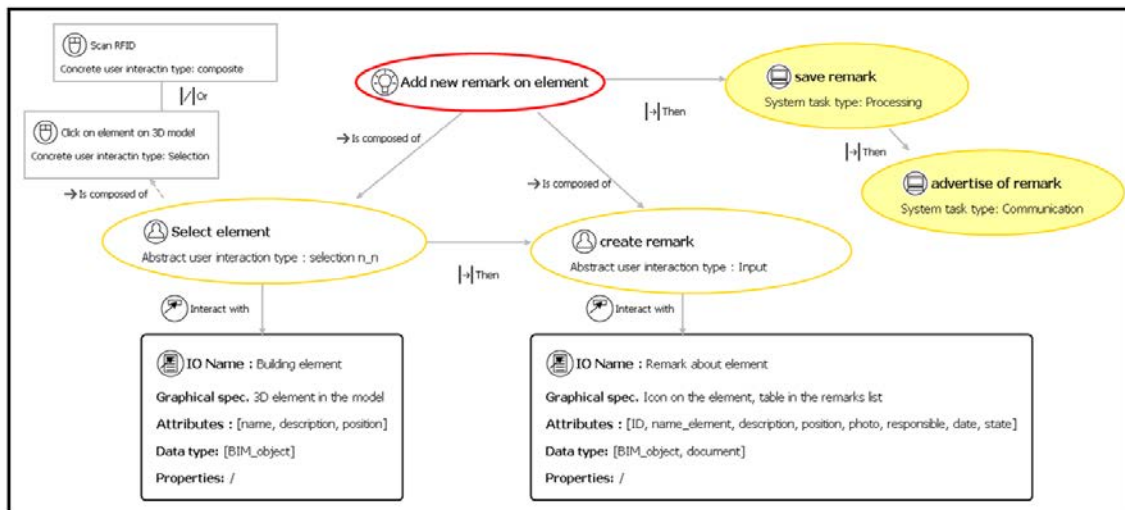 Scan RFID
Concrete user interactin type: composite
Or
Click on element on 3D model
Concrete user interactin type: Selection
Is composed of
Add new remark on element
Then
save remark
System task type: Processing
Then
advertise of remark
System task type: Communication
Is composed of
Is composed of
Select element
Abstract user interaction type : selection n_n
Then
create remark
Abstract user interaction type : Input
Interact with
Interact with
IO Name : Building element
Graphical spec. 3D element in the model
Attributes : [name, description, position]
Data type: [BIM_object]
Properties: /
IO Name : Remark about element
Graphical spec. Icon on the element, table in the remarks list
Attributes : [ID, name_element, description, position, photo, responsible, date, state]
Data type: [BIM_object, document]
Properties: /